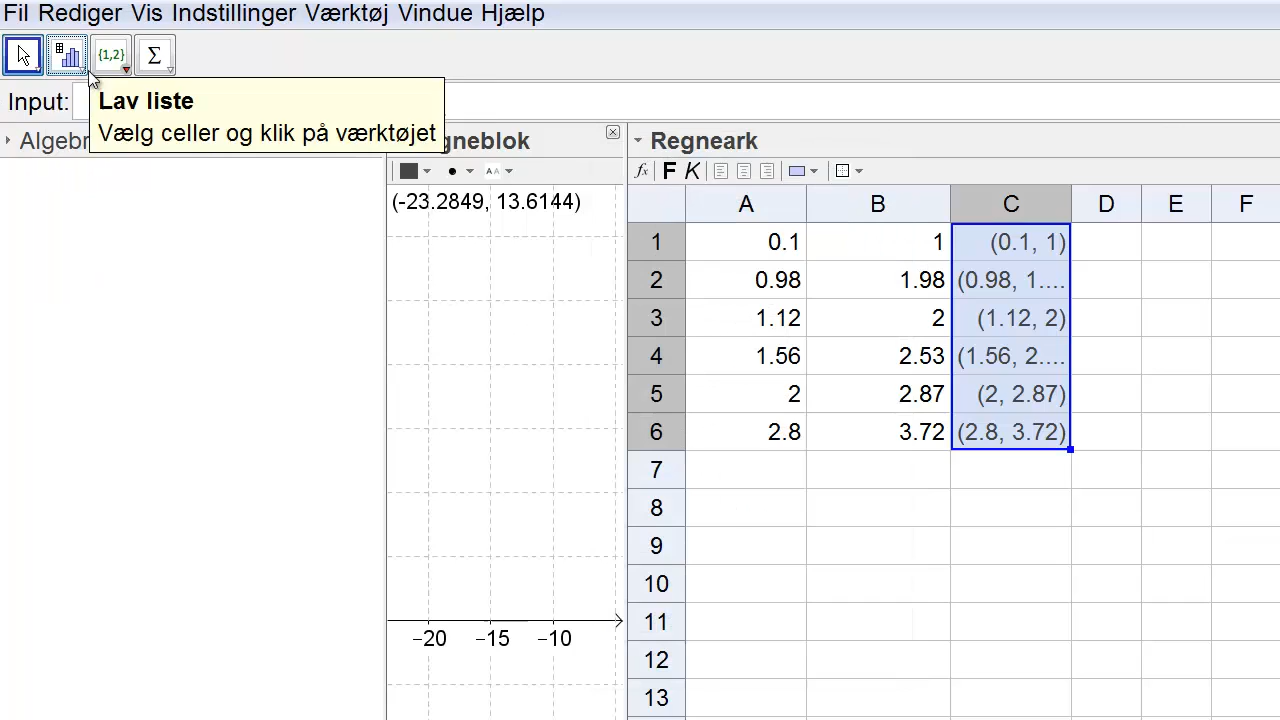 Fil Rediger Vis Indstillinger Værktøj Vindue Hjælp
{1,2} Σ
Input:
Lav liste
Vælg celler og klik på værktøjet
Algebr
gneblok
Regneark
A A
fx F K
(-23.2849, 13.6144)
−20 −15 −10
A B C D E F
1 0.1 1 (0.1, 1)
2 0.98 1.98 (0.98, 1....
3 1.12 2 (1.12, 2)
4 1.56 2.53 (1.56, 2....
5 2 2.87 (2, 2.87)
6 2.8 3.72 (2.8, 3.72)
7
8
9
10
11
12
13